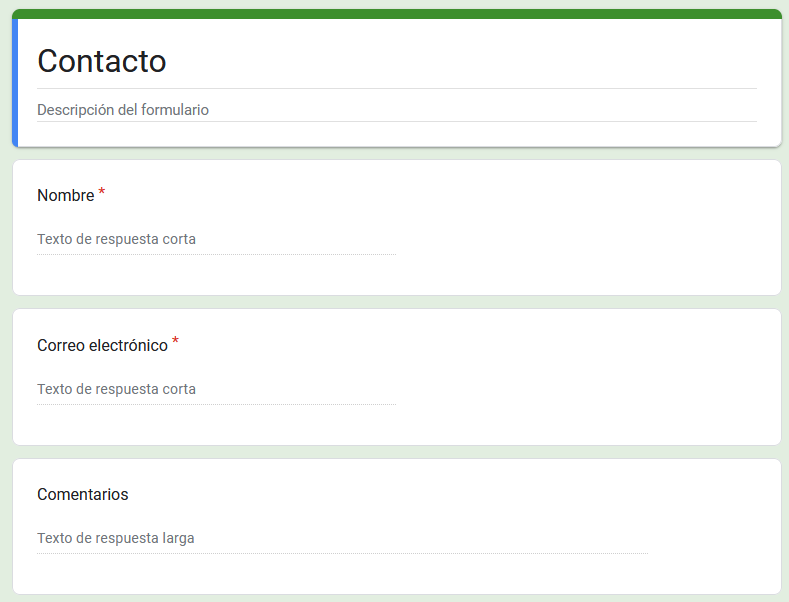 Contacto
Descripción del formulario
Nombre *
Texto de respuesta corta
Correo electrónico *
Texto de respuesta corta
Comentarios
Texto de respuesta larga